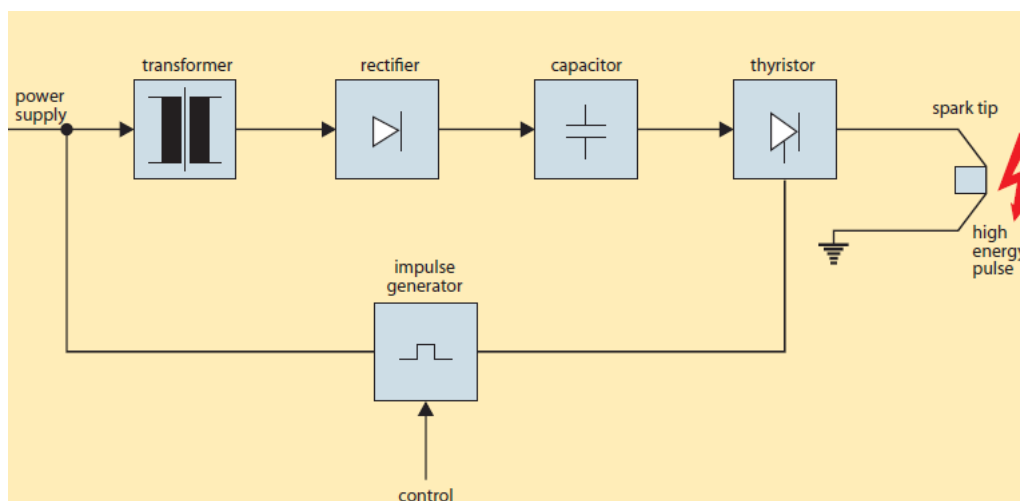 transformer
rectifier
capacitor
thyristor
power
supply
spark tip
high
energy
pulse
impulse
generator
control